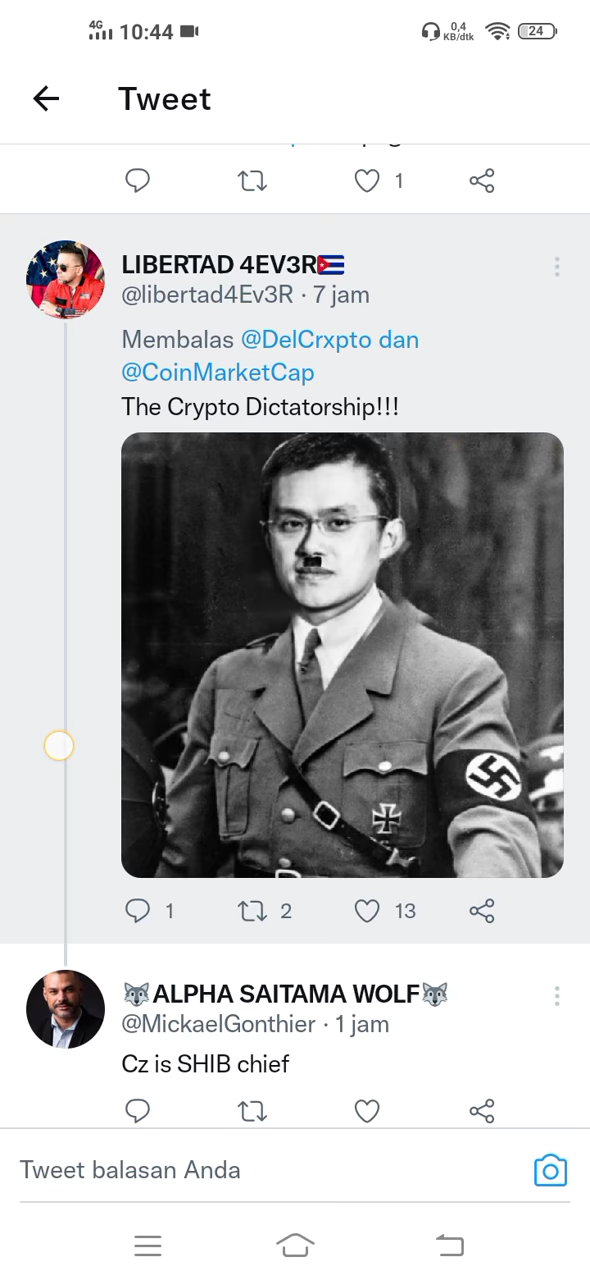 4G 10:44 0,4 KB/dtk 24
Tweet
1
LIBERTAD 4EV3R🇨🇺
@libertad4Ev3R · 7 jam
Membalas @DelCrxpto dan
@CoinMarketCap
The Crypto Dictatorship!!!
1 2 13
🐺ALPHA SAITAMA WOLF🐺
@MickaelGonthier · 1 jam
Cz is SHIB chief
Tweet balasan Anda